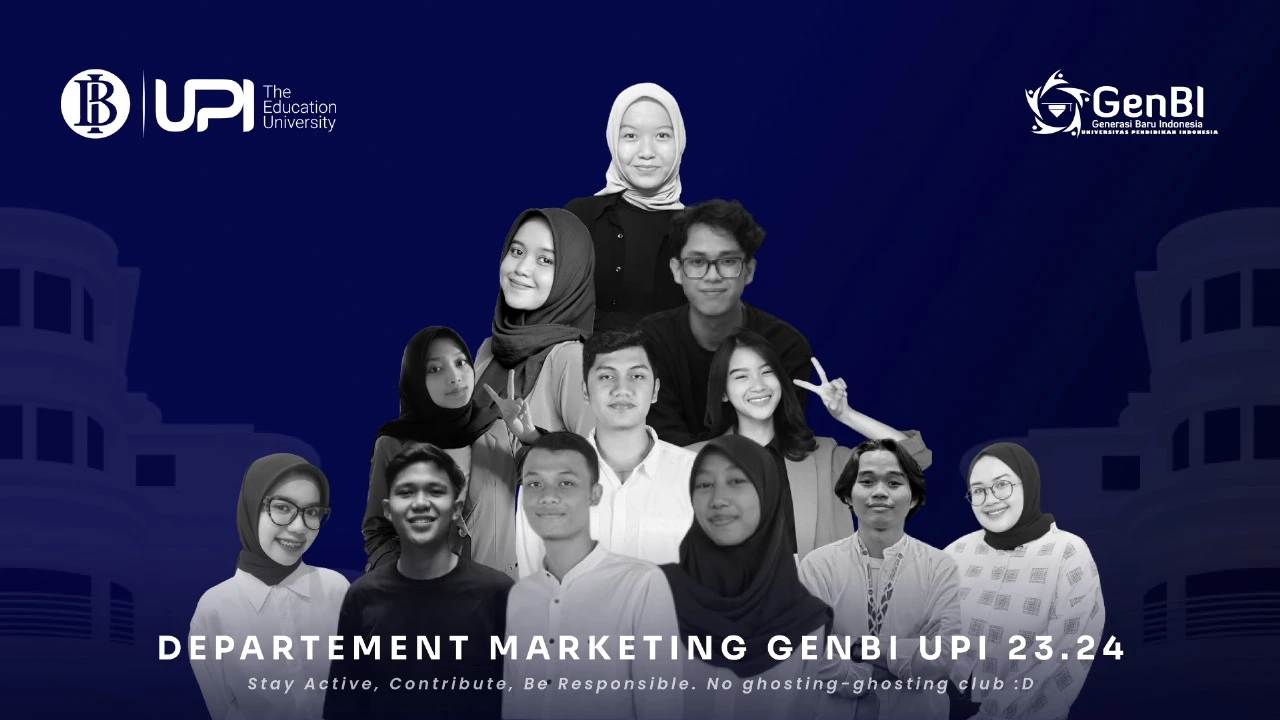 BI
UPI
The
Education
University
GenBI
Generasi Baru Indonesia
UNIVERSITAS PENDIDIKAN INDONESIA
DEPARTEMENT MARKETING GENBI UPI 23.24
Stay Active, Contribute, Be Responsible. No ghosting-ghosting club :D